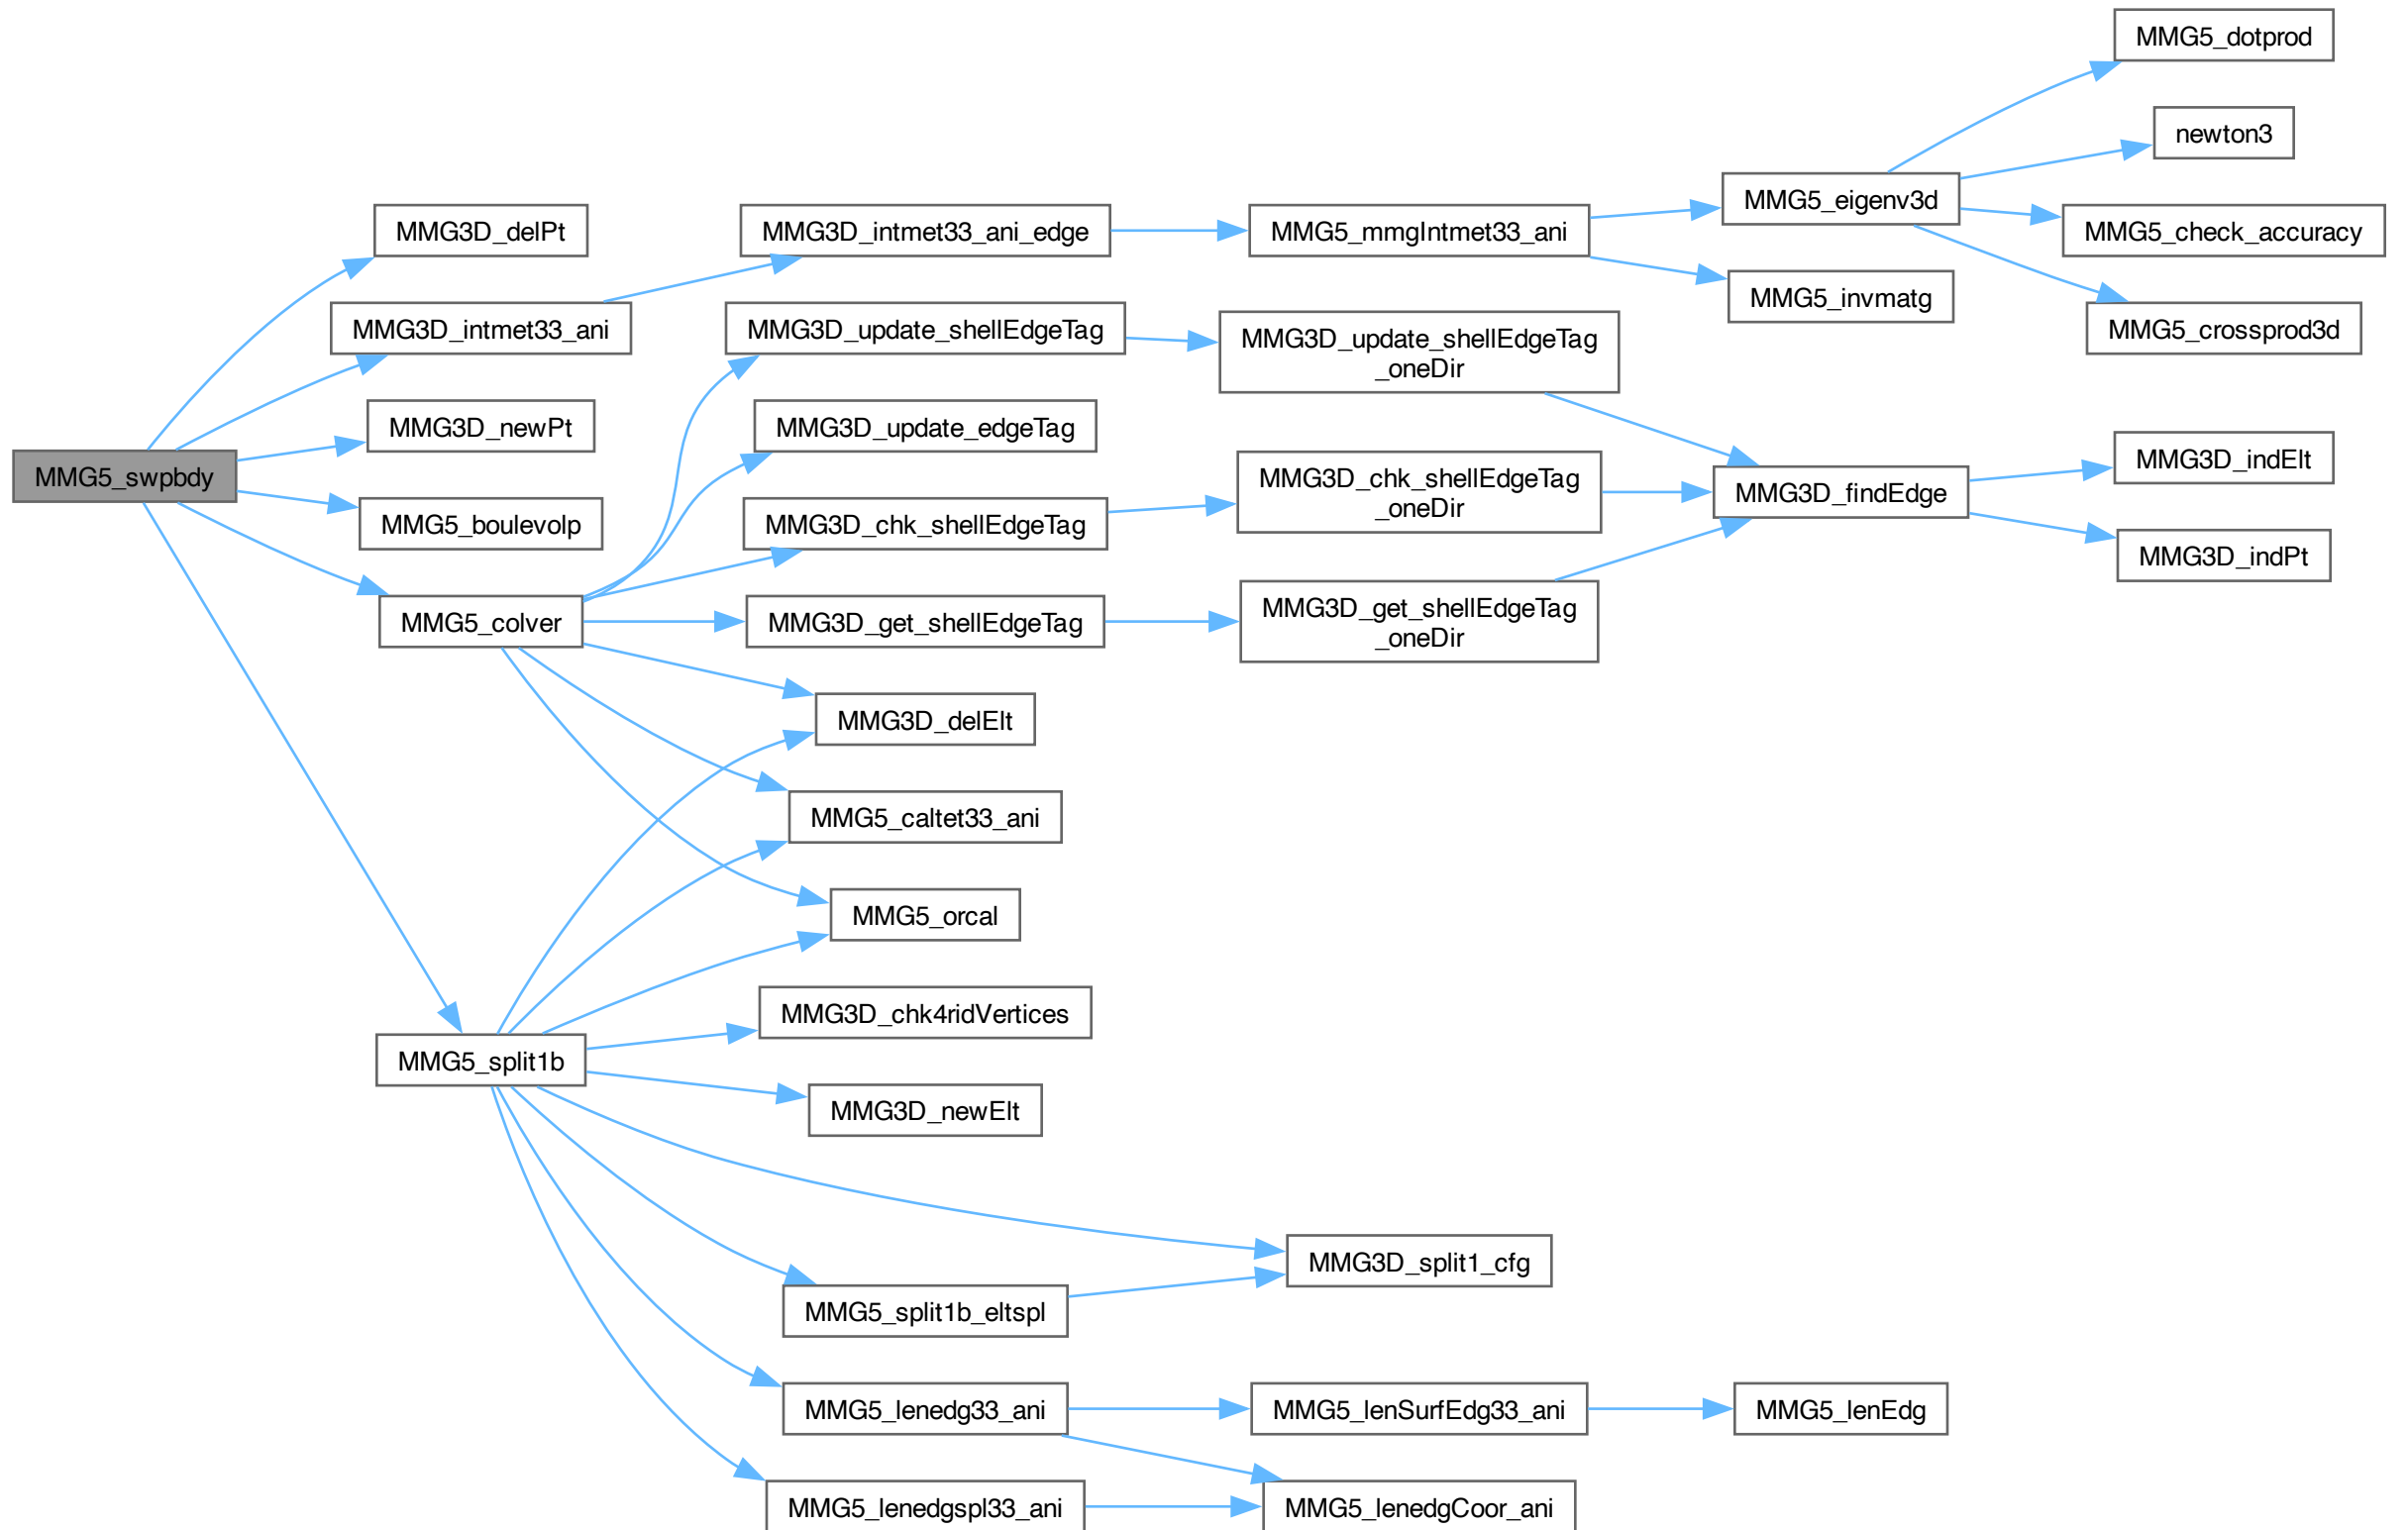 MMG5_swpbdy
MMG3D_delPt
MMG3D_intmet33_ani
MMG3D_newPt
MMG5_boulevolp
MMG5_colver
MMG5_split1b
MMG3D_intmet33_ani_edge
MMG3D_update_shellEdgeTag
MMG3D_update_edgeTag
MMG3D_chk_shellEdgeTag
MMG3D_get_shellEdgeTag
MMG3D_delElt
MMG5_caltet33_ani
MMG5_orcal
MMG3D_chk4ridVertices
MMG3D_newElt
MMG5_split1b_eltspl
MMG5_lenedg33_ani
MMG5_lenedgspl33_ani
MMG5_mmgIntmet33_ani
MMG3D_update_shellEdgeTag
_oneDir
MMG3D_chk_shellEdgeTag
_oneDir
MMG3D_get_shellEdgeTag
_oneDir
MMG3D_split1_cfg
MMG5_lenSurfEdg33_ani
MMG5_lenedgCoor_ani
MMG5_eigenv3d
MMG5_invmatg
MMG3D_findEdge
MMG5_lenEdg
MMG5_dotprod
newton3
MMG5_check_accuracy
MMG5_crossprod3d
MMG3D_indElt
MMG3D_indPt